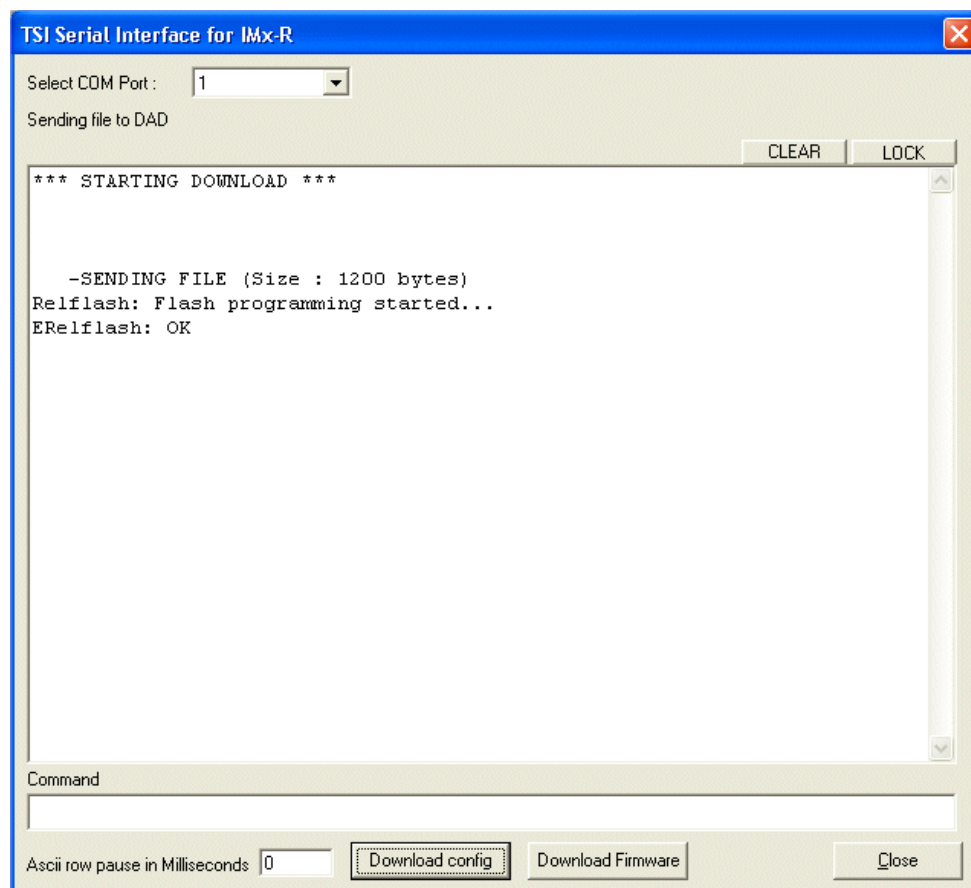 TSI Serial Interface for IMx-R
Select COM Port : 1
Sending file to DAD
CLEAR LOCK
*** STARTING DOWNLOAD ***
-SENDING FILE (Size : 1200 bytes)
Relflash: Flash programming started...
ERelflash: OK
Command
Ascii row pause in Milliseconds 0 Download config Download Firmware Close